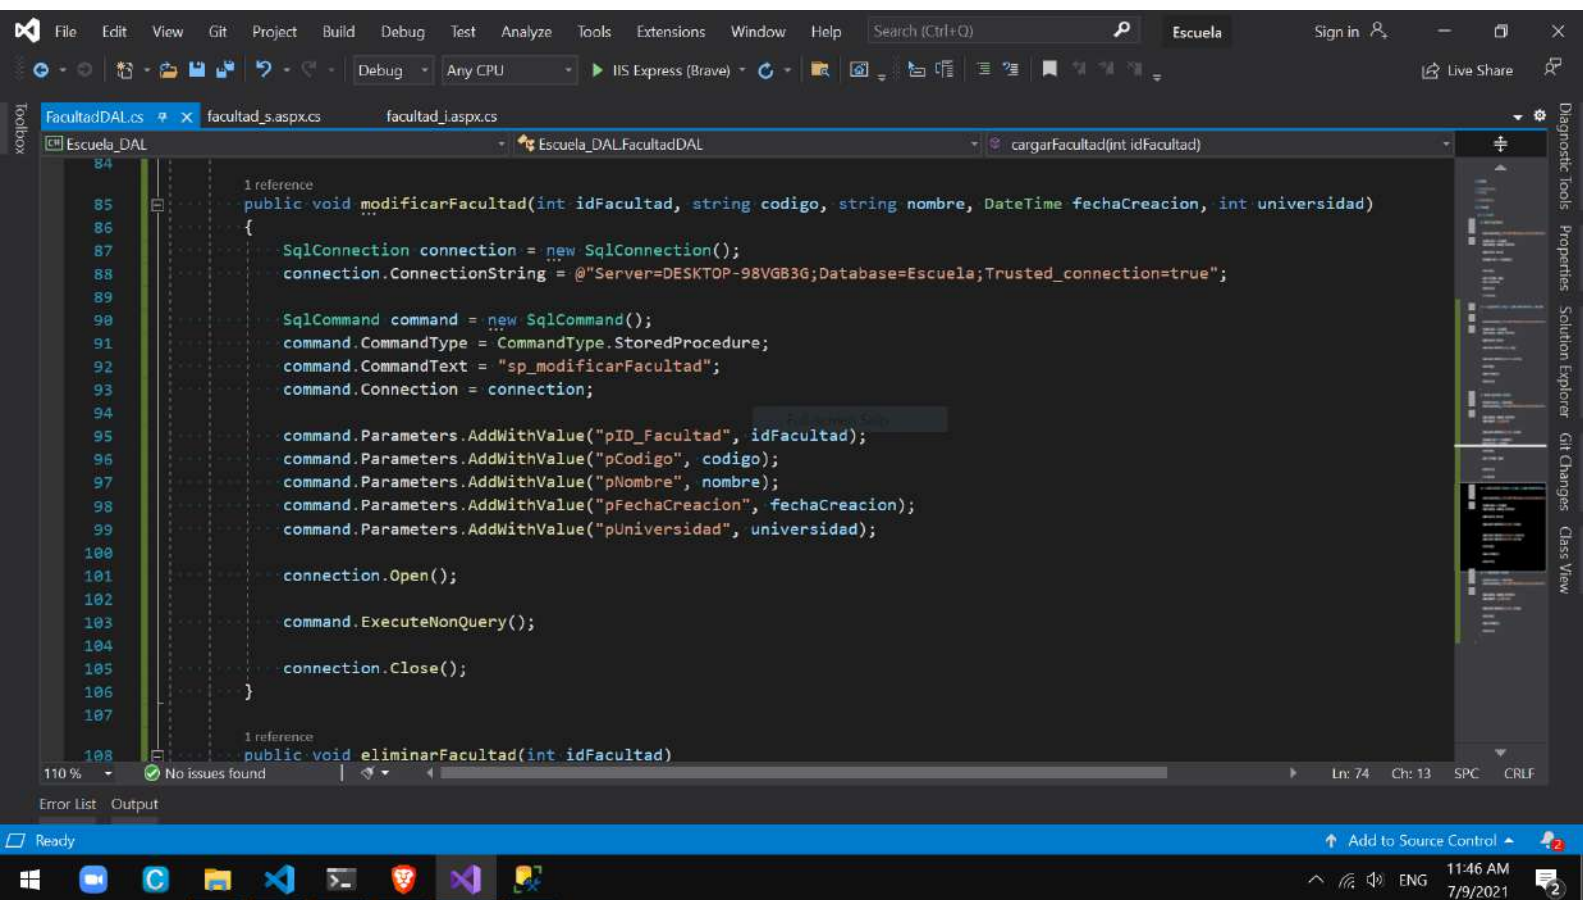 File Edit View Git Project Build Debug Test Analyze Tools Extensions Window Help Search (Ctrl+Q) Escuela Sign in
Debug Any CPU IIS Express (Brave) Live Share
FacultadDAL.cs facultad_s.aspx.cs facultad_i.aspx.cs
Escuela_DAL Escuela_DAL.FacultadDAL cargarFacultad(int idFacultad)
84
1 reference
85 public void modificarFacultad(int idFacultad, string codigo, string nombre, DateTime fechaCreacion, int universidad)
86 {
87 SqlConnection connection = new SqlConnection();
88 connection.ConnectionString = @"Server=DESKTOP-98VGB3G;Database=Escuela;Trusted_connection=true";
89
90 SqlCommand command = new SqlCommand();
91 command.CommandType = CommandType.StoredProcedure;
92 command.CommandText = "sp_modificarFacultad";
93 command.Connection = connection;
94
95 command.Parameters.AddWithValue("pID_Facultad", idFacultad);
96 command.Parameters.AddWithValue("pCodigo", codigo);
97 command.Parameters.AddWithValue("pNombre", nombre);
98 command.Parameters.AddWithValue("pFechaCreacion", fechaCreacion);
99 command.Parameters.AddWithValue("pUniversidad", universidad);
100
101 connection.Open();
102
103 command.ExecuteNonQuery();
104
105 connection.Close();
106 }
107
1 reference
108 public void eliminarFacultad(int idFacultad)
110 % No issues found Ln: 74 Ch: 13 SPC CRLF
Error List Output
Ready Add to Source Control 2
ENG 11:46 AM
7/9/2021 2
Toolbox
Diagnostic Tools
Properties
Solution Explorer
Git Changes
Class View